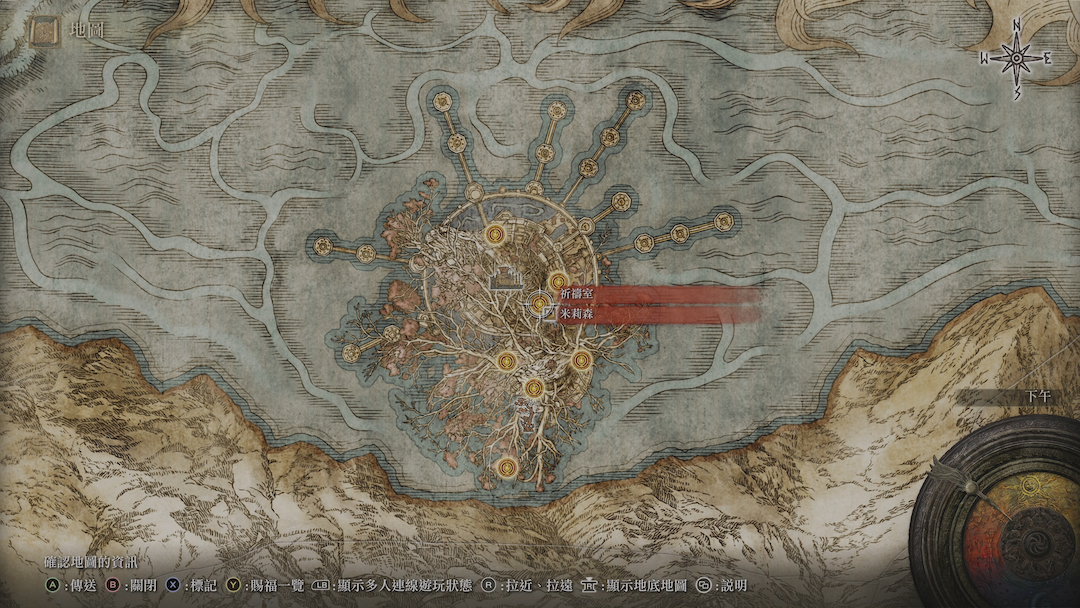 地圖
N
W E
S
祈禱室
米莉森
下午
確認地圖的資訊
A:傳送 B:關閉 X:標記 Y:賜福一覽 LB:顯示多人連線遊玩狀態 R:拉近、拉遠 :顯示地底地圖 :說明